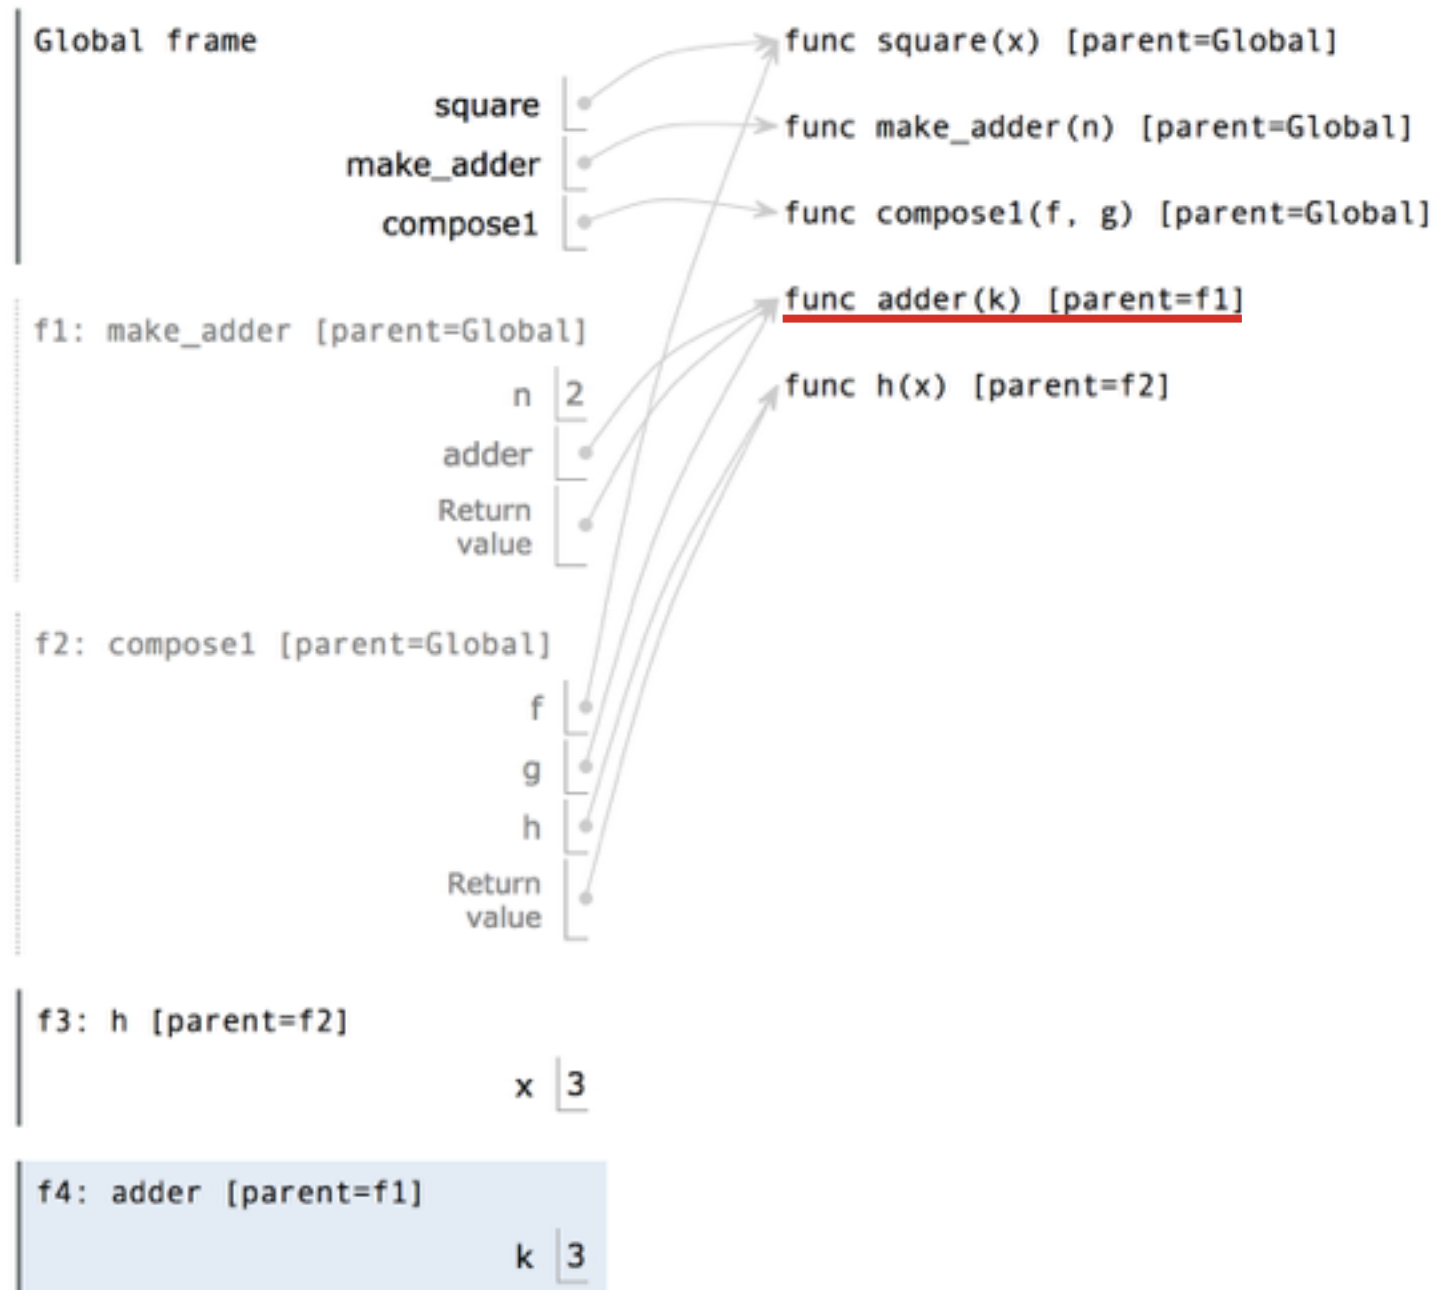 Global frame
square
make_adder
compose1
func square(x) [parent=Global]
func make_adder(n) [parent=Global]
func compose1(f, g) [parent=Global]
func adder(k) [parent=f1]
func h(x) [parent=f2]
f1: make_adder [parent=Global]
n 2
adder
Return
value
f2: compose1 [parent=Global]
f
g
h
Return
value
f3: h [parent=f2]
x 3
f4: adder [parent=f1]
k 3